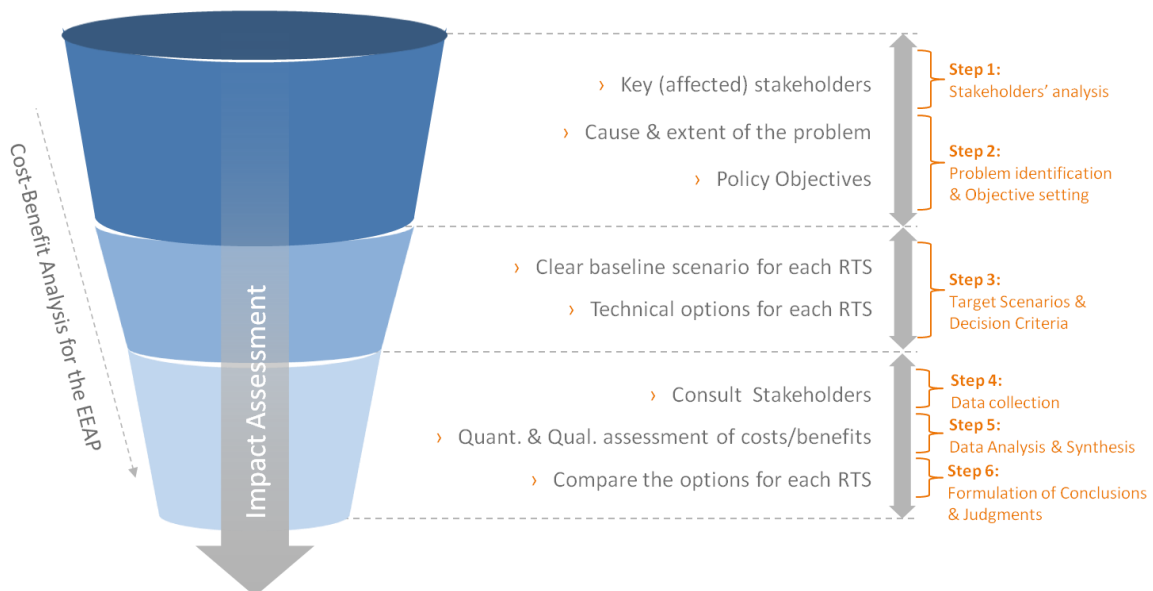 Cost-Benefit Analysis for the EEAP
Impact Assessment
› Key (affected) stakeholders
› Cause & extent of the problem
› Policy Objectives
› Clear baseline scenario for each RTS
› Technical options for each RTS
› Consult Stakeholders
› Quant. & Qual. assessment of costs/benefits
› Compare the options for each RTS
Step 1:
Stakeholders’ analysis
Step 2:
Problem identification
& Objective setting
Step 3:
Target Scenarios &
Decision Criteria
Step 4:
Data collection
Step 5:
Data Analysis & Synthesis
Step 6:
Formulation of Conclusions
& Judgments